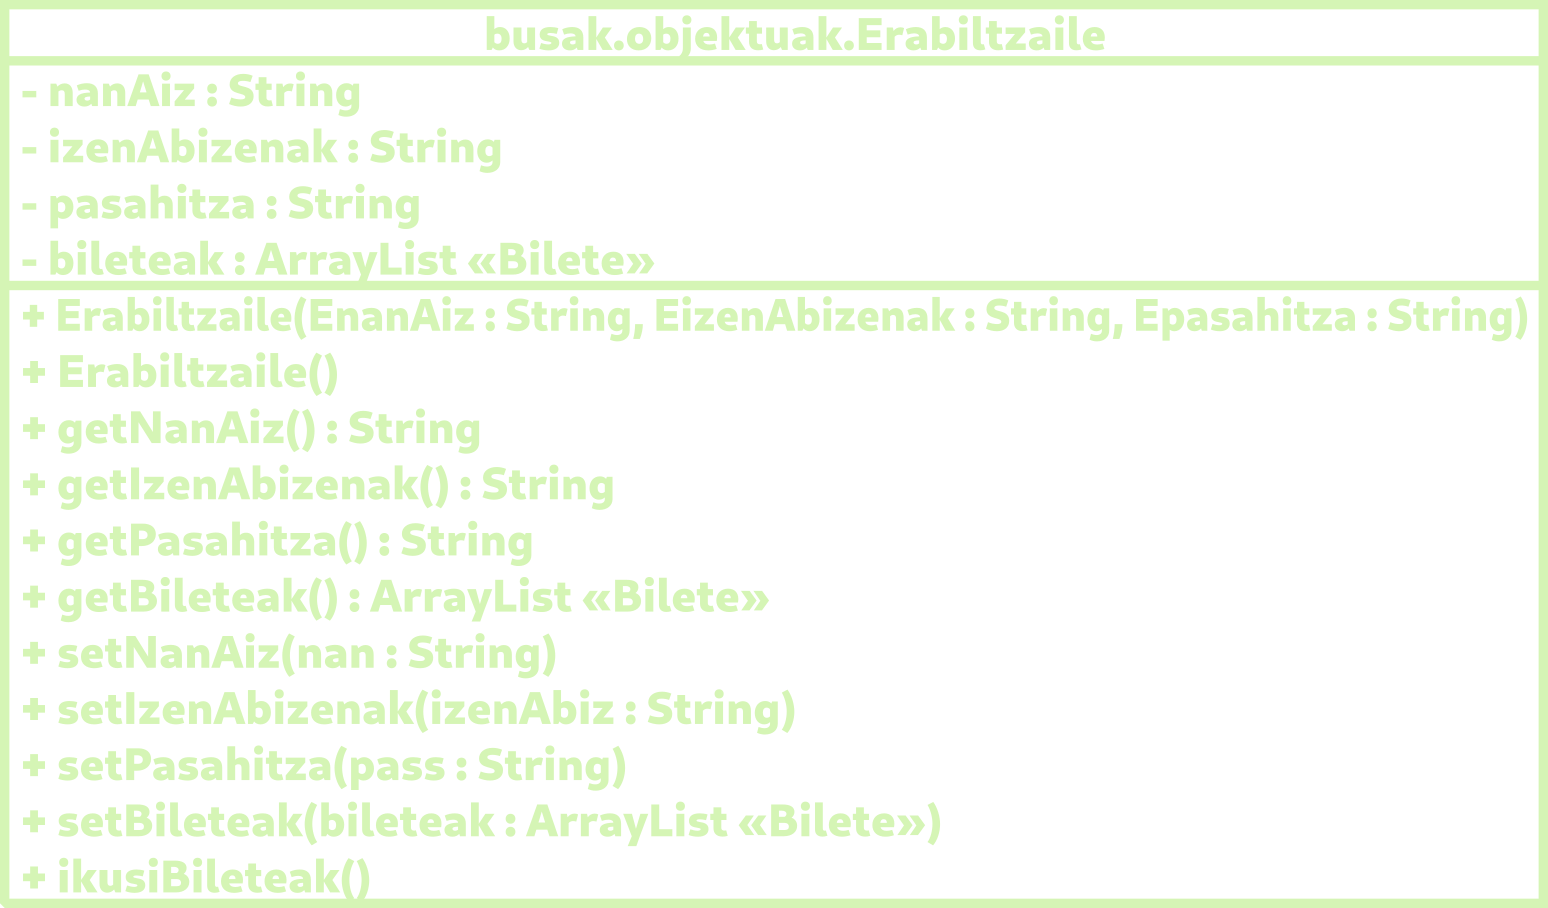 busak.objektuak.Erabiltzaile
- nanAiz : String
- izenAbizenak : String
- pasahitza : String
- bileteak : ArrayList «Bilete»
+ Erabiltzaile(EnanAiz : String, EizenAbizenak : String, Epasahitza : String)
+ Erabiltzaile()
+ getNanAiz() : String
+ getIzenAbizenak() : String
+ getPasahitza() : String
+ getBileteak() : ArrayList «Bilete»
+ setNanAiz(nan : String)
+ setIzenAbizenak(izenAbiz : String)
+ setPasahitza(pass : String)
+ setBileteak(bileteak : ArrayList «Bilete»)
+ ikusiBileteak()